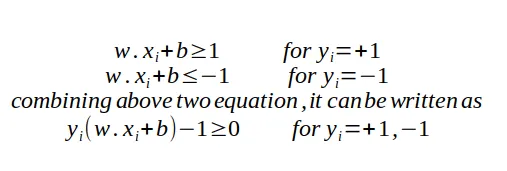 w . xᵢ+b≥1 for yᵢ=+1
w . xᵢ+b≤−1 for yᵢ=−1
combining above two equation , it can be written as
yᵢ(w . xᵢ+b)−1≥0 for yᵢ=+1,−1